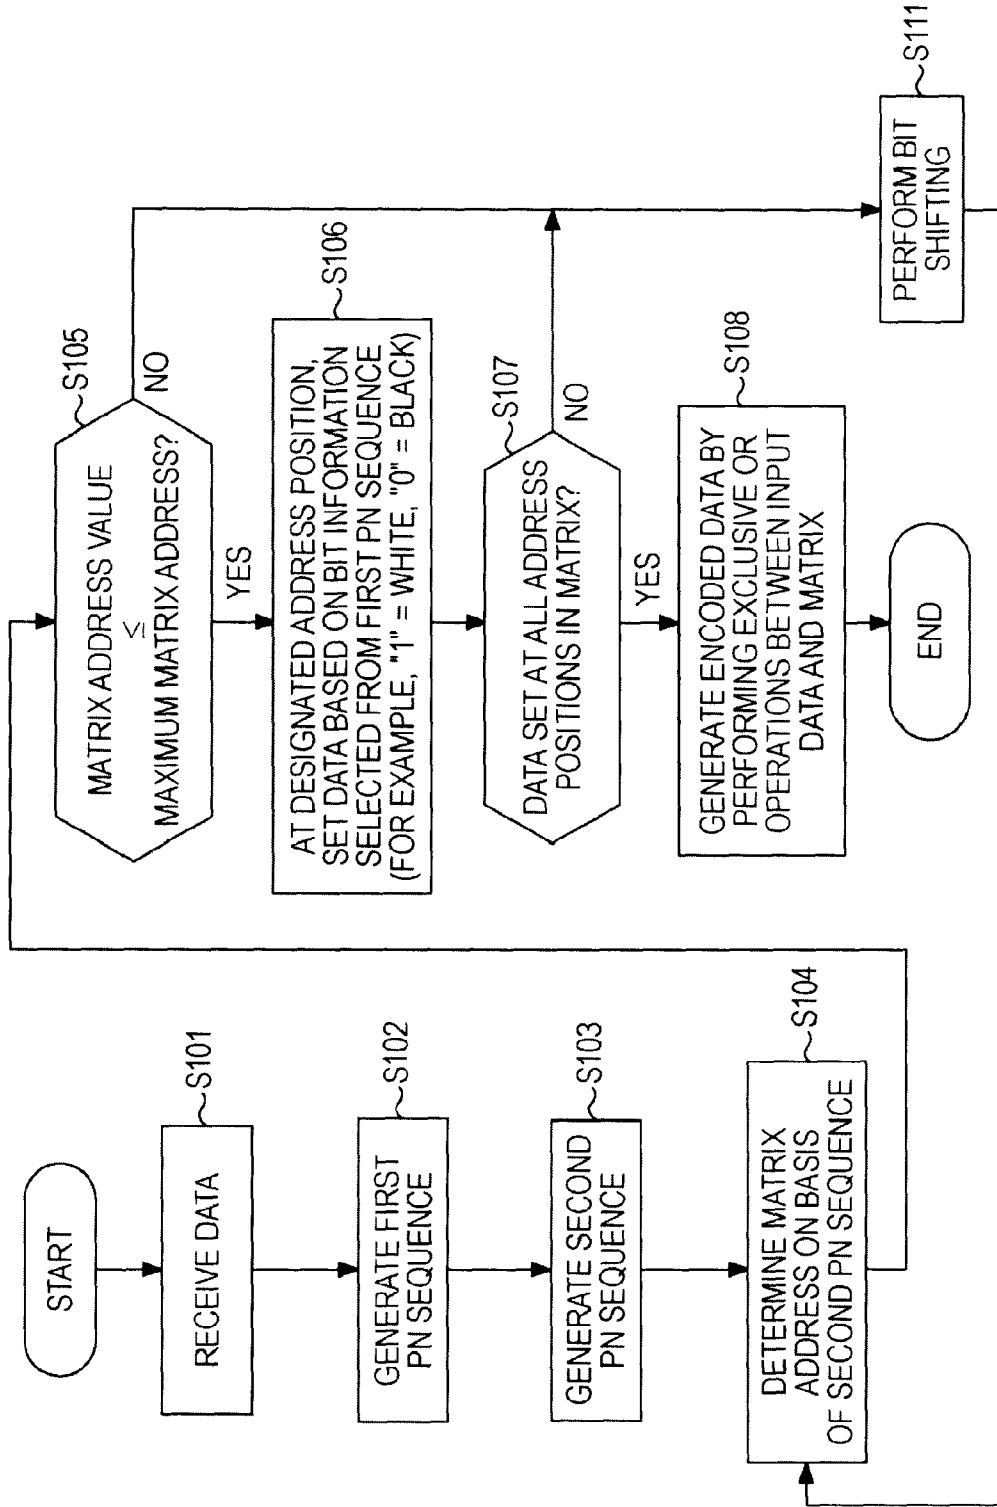 START
RECEIVE DATA
S101
GENERATE FIRST
PN SEQUENCE
S102
GENERATE SECOND
PN SEQUENCE
S103
DETERMINE MATRIX
ADDRESS ON BASIS
OF SECOND PN SEQUENCE
S104
MATRIX ADDRESS VALUE
≤
MAXIMUM MATRIX ADDRESS?
S105
NO
YES
AT DESIGNATED ADDRESS POSITION,
SET DATA BASED ON BIT INFORMATION
SELECTED FROM FIRST PN SEQUENCE
(FOR EXAMPLE, "1" = WHITE, "0" = BLACK)
S106
DATA SET AT ALL ADDRESS
POSITIONS IN MATRIX?
S107
NO
YES
GENERATE ENCODED DATA BY
PERFORMING EXCLUSIVE OR
OPERATIONS BETWEEN INPUT
DATA AND MATRIX
S108
END
PERFORM BIT
SHIFTING
S111